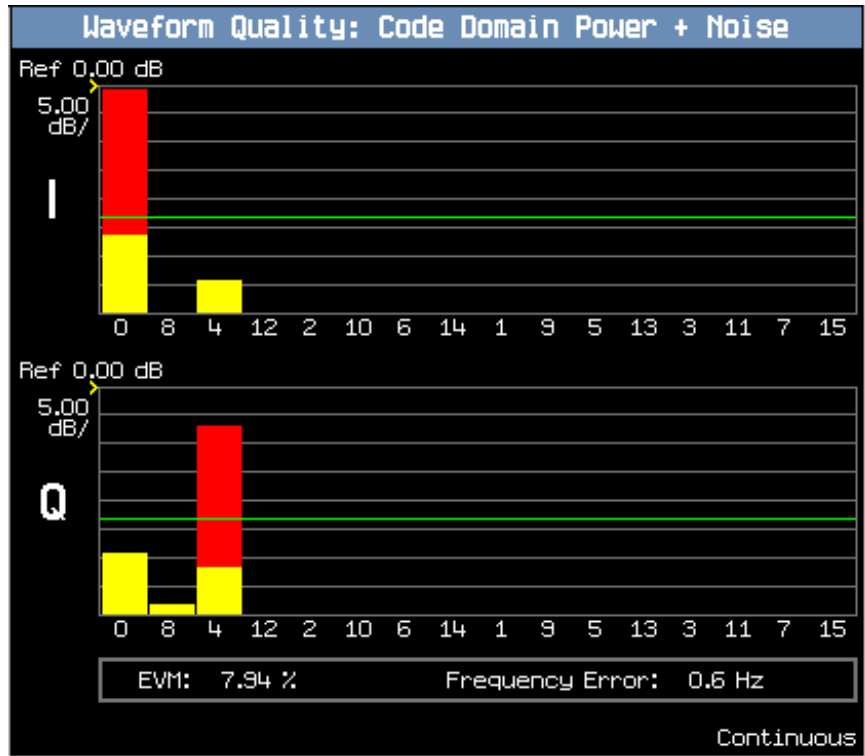 Waveform Quality: Code Domain Power + Noise
Ref 0.00 dB
5.00
dB/
I
0 8 4 12 2 10 6 14 1 9 5 13 3 11 7 15
Ref 0.00 dB
5.00
dB/
Q
0 8 4 12 2 10 6 14 1 9 5 13 3 11 7 15
EVM: 7.94 % Frequency Error: 0.6 Hz
Continuous